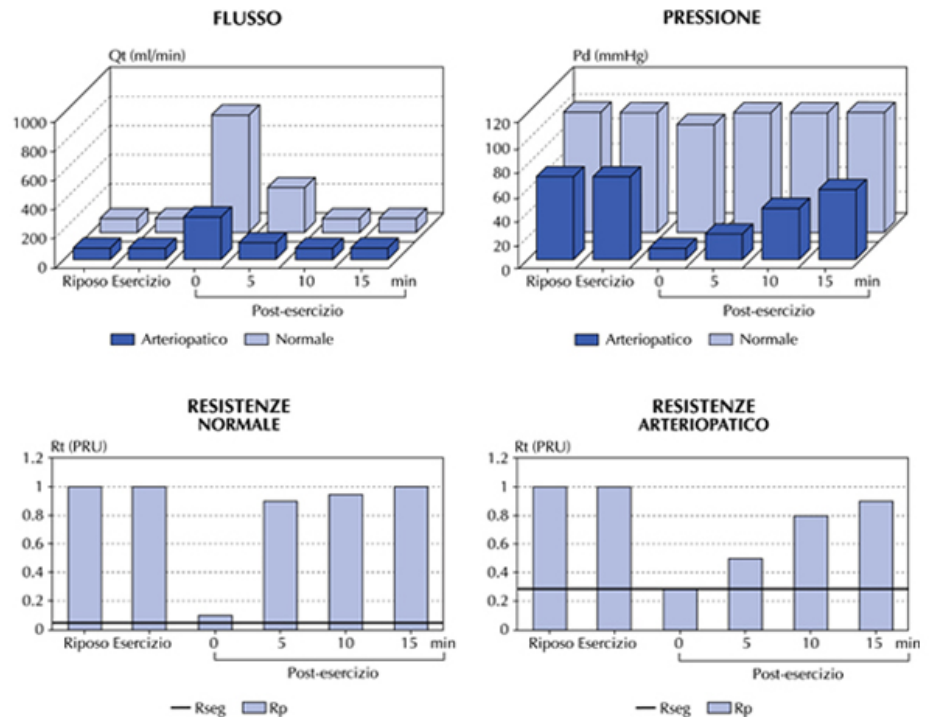 FLUSSO
Qt (ml/min)
1000
800
600
400
200
0
Riposo Esercizio 0 5 10 15 min
Post-esercizio
Arteriopatico Normale
PRESSIONE
Pd (mmHg)
120
100
80
60
40
20
0
Riposo Esercizio 0 5 10 15 min
Post-esercizio
Arteriopatico Normale
RESISTENZE
NORMALE
Rt (PRU)
1.2
1
0.8
0.6
0.4
0.2
0
Riposo Esercizio 0 5 10 15 min
Post-esercizio
Rseg Rp
RESISTENZE
ARTERIOPATICO
Rt (PRU)
1.2
1
0.8
0.6
0.4
0.2
0
Riposo Esercizio 0 5 10 15 min
Post-esercizio
Rseg Rp